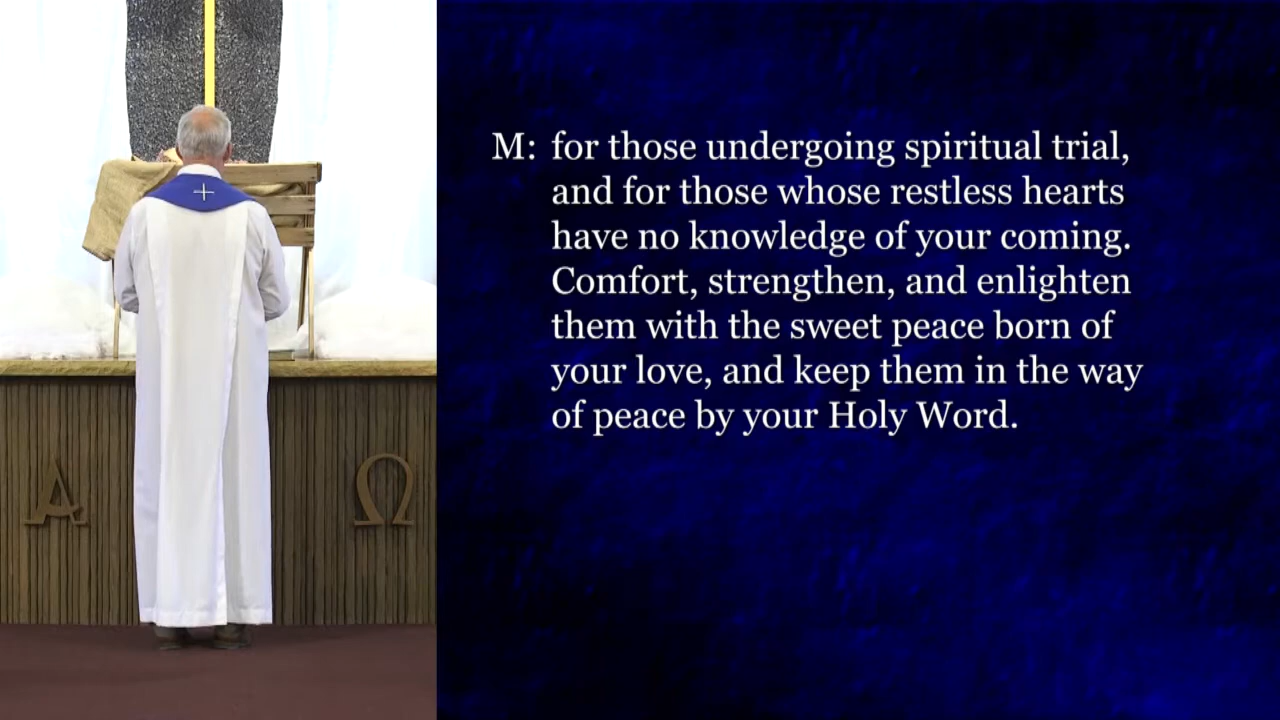 M: for those undergoing spiritual trial,
and for those whose restless hearts
have no knowledge of your coming.
Comfort, strengthen, and enlighten
them with the sweet peace born of
your love, and keep them in the way
of peace by your Holy Word.
Α Ω